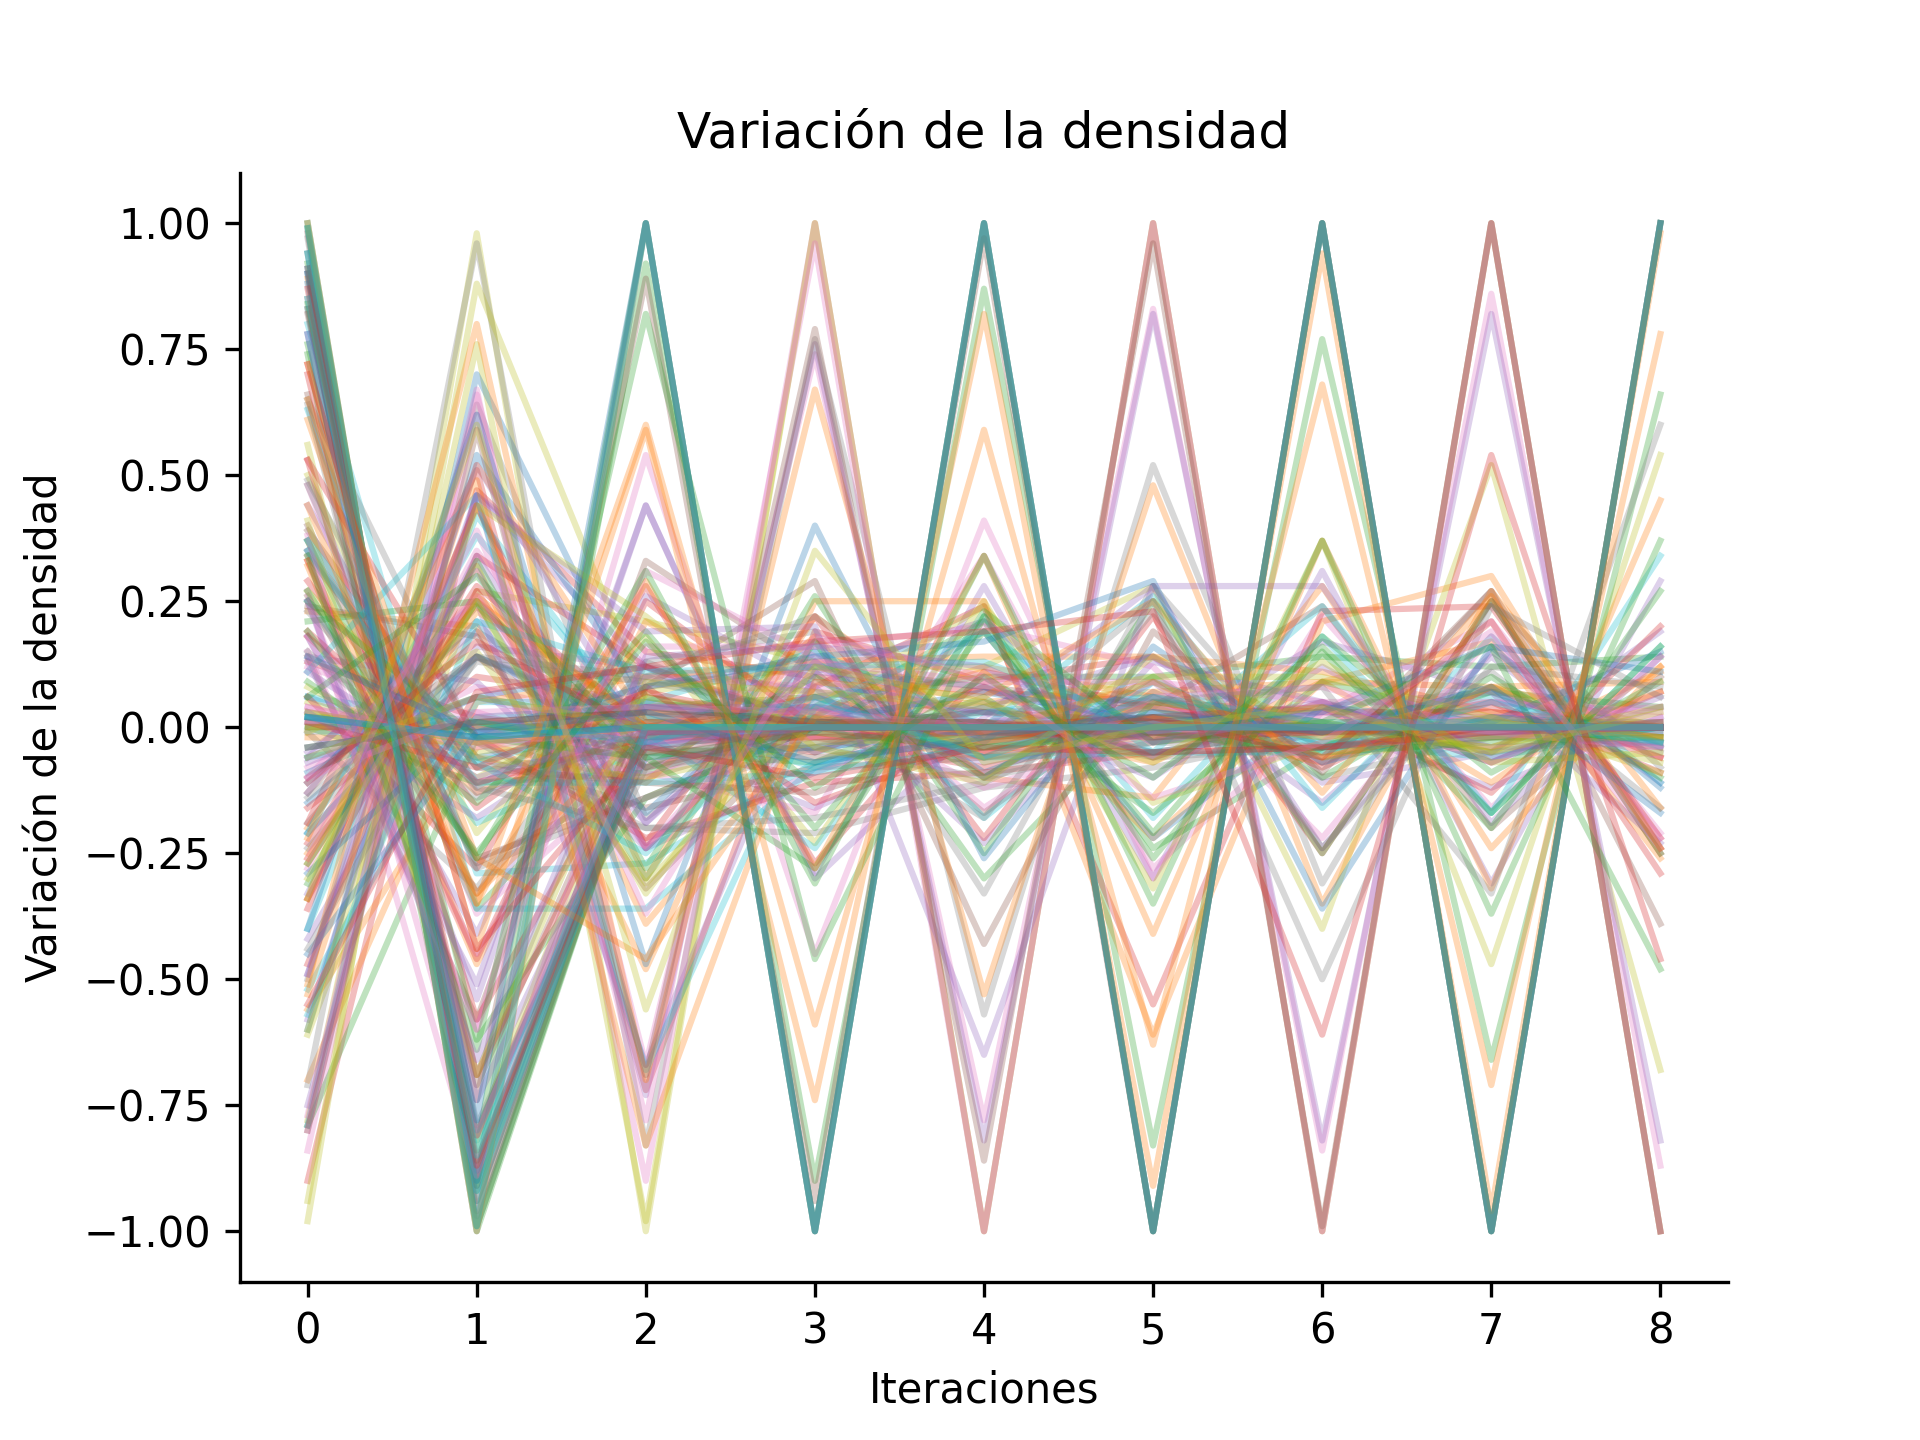 Variación de la densidad
Variación de la densidad
1.00
0.75
0.50
0.25
0.00
−0.25
−0.50
−0.75
−1.00
0 1 2 3 4 5 6 7 8
Iteraciones